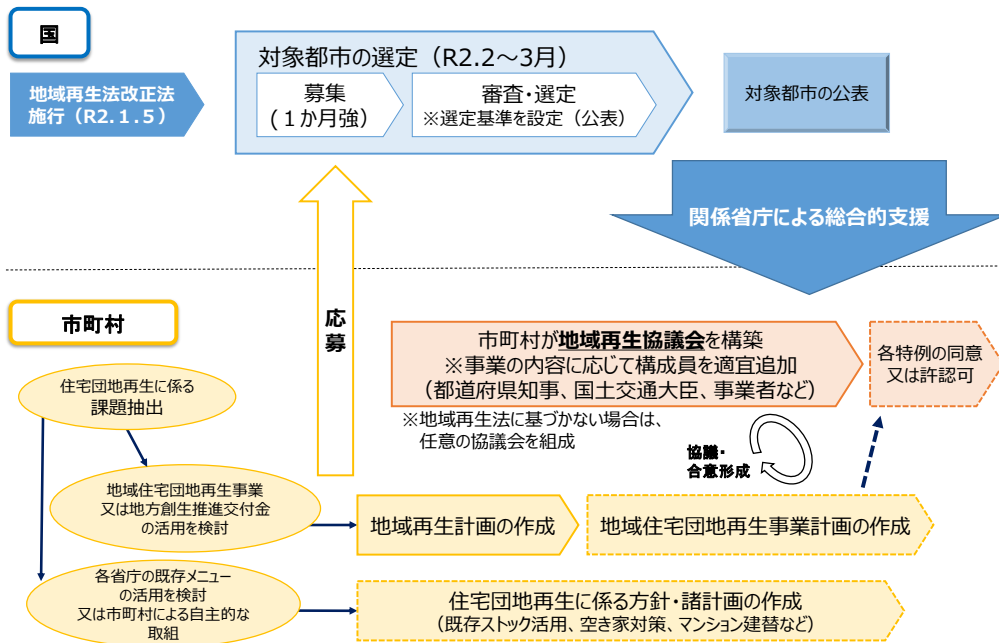 国
地域再生法改正法
施行（R2.1.5）
対象都市の選定（R2.2～3月）
募集
(１か月強)
審査・選定
※選定基準を設定（公表）
対象都市の公表
関係省庁による総合的支援
市町村
応募
住宅団地再生に係る
課題抽出
市町村が地域再生協議会を構築
※事業の内容に応じて構成員を適宜追加
（都道府県知事、国土交通大臣、事業者など）
各特例の同意
又は許認可
※地域再生法に基づかない場合は、
任意の協議会を組成
協議・
合意形成
地域住宅団地再生事業
又は地方創生推進交付金
の活用を検討
地域再生計画の作成
地域住宅団地再生事業計画の作成
各省庁の既存メニュー
の活用を検討
又は市町村による自主的な
取組
住宅団地再生に係る方針・諸計画の作成
（既存ストック活用、空き家対策、マンション建替など）